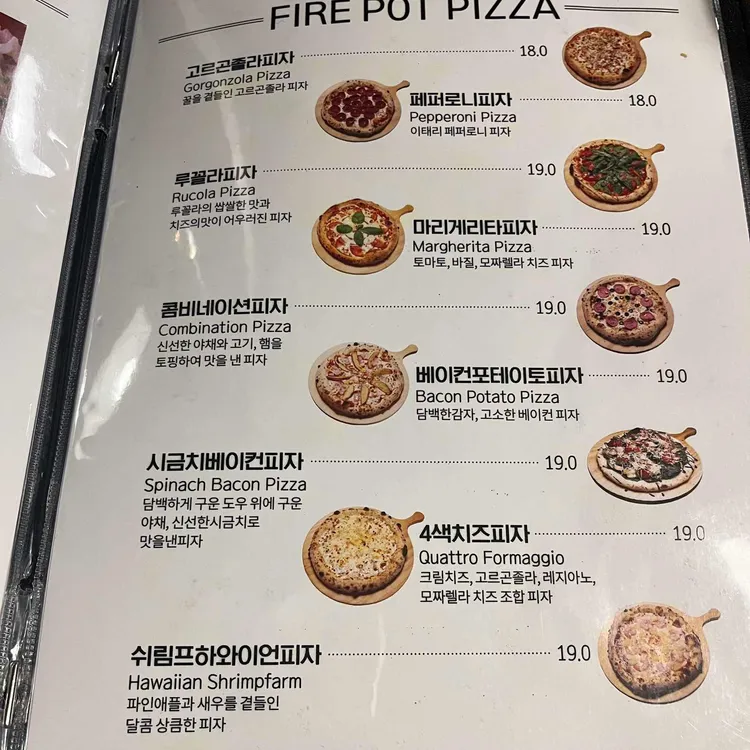 FIRE POT PIZZA
고르곤졸라피자 18.0
Gorgonzola Pizza
꿀을 곁들인 고르곤졸라 피자
페퍼로니피자 18.0
Pepperoni Pizza
이태리 페퍼로니 피자
루꼴라피자 19.0
Rucola Pizza
루꼴라의 쌉쌀한 맛과
치즈의맛이 어우러진 피자
마리게리타피자 19.0
Margherita Pizza
토마토, 바질, 모짜렐라 치즈 피자
콤비네이션피자 19.0
Combination Pizza
신선한 야채와 고기, 햄을
토핑하여 맛을 낸 피자
베이컨포테이토피자 19.0
Bacon Potato Pizza
담백한감자, 고소한 베이컨 피자
시금치베이컨피자 19.0
Spinach Bacon Pizza
담백하게 구운 도우 위에 구운
야채, 신선한시금치로
맛을낸피자
4색치즈피자 19.0
Quattro Formaggio
크림치즈, 고르곤졸라, 레지아노,
모짜렐라 치즈 조합 피자
쉬림프하와이언피자 19.0
Hawaiian Shrimpfarm
파인애플과 새우를 곁들인
달콤 상큼한 피자